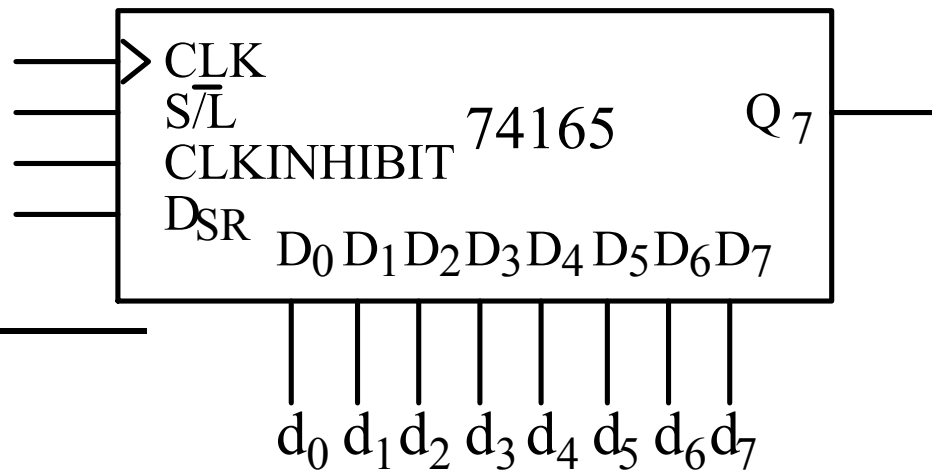 CLK
S/L̅
CLKINHIBIT
D_SR
74165
Q₇
D₀ D₁ D₂ D₃ D₄ D₅ D₆ D₇
d₀ d₁ d₂ d₃ d₄ d₅ d₆ d₇